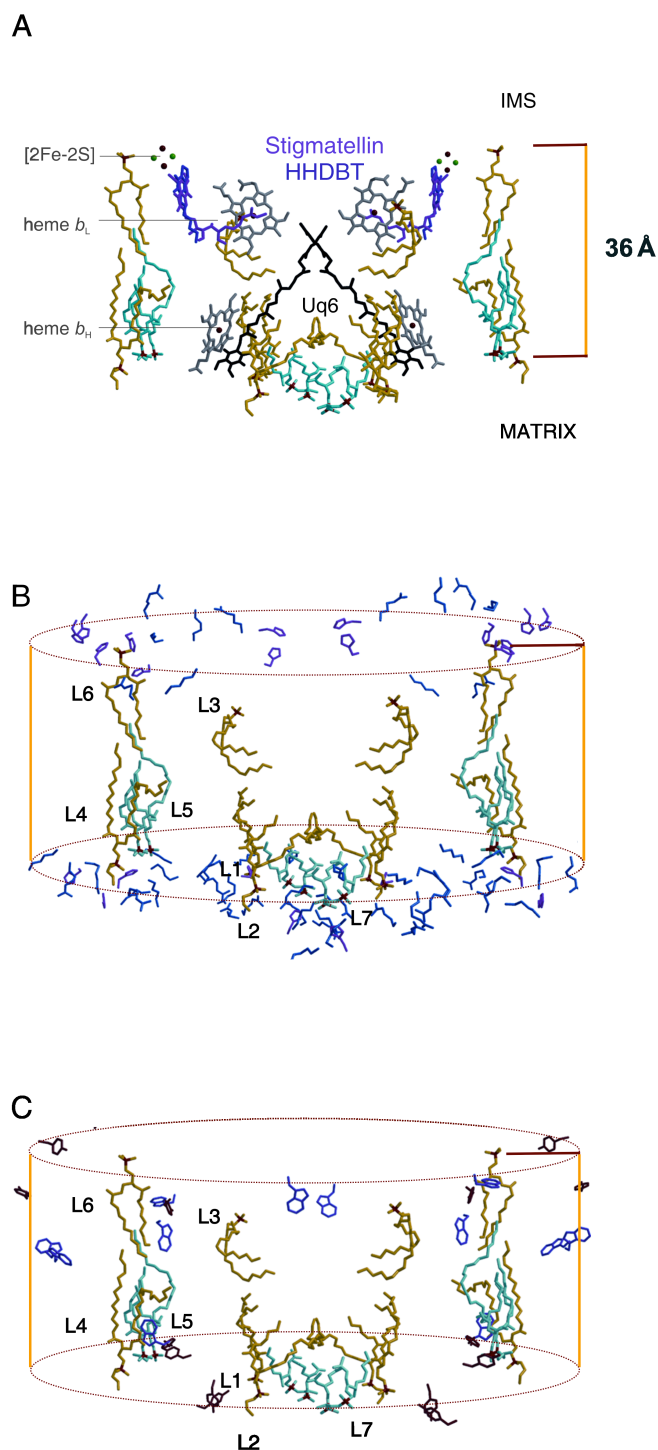 A
IMS
[2Fe-2S]
Stigmatellin
HHDBT
heme bL
36 Å
Uq6
heme bH
MATRIX
B
L6
L3
L4
L5
L1
L2
L7
C
L6
L3
L4
L5
L1
L7
L2